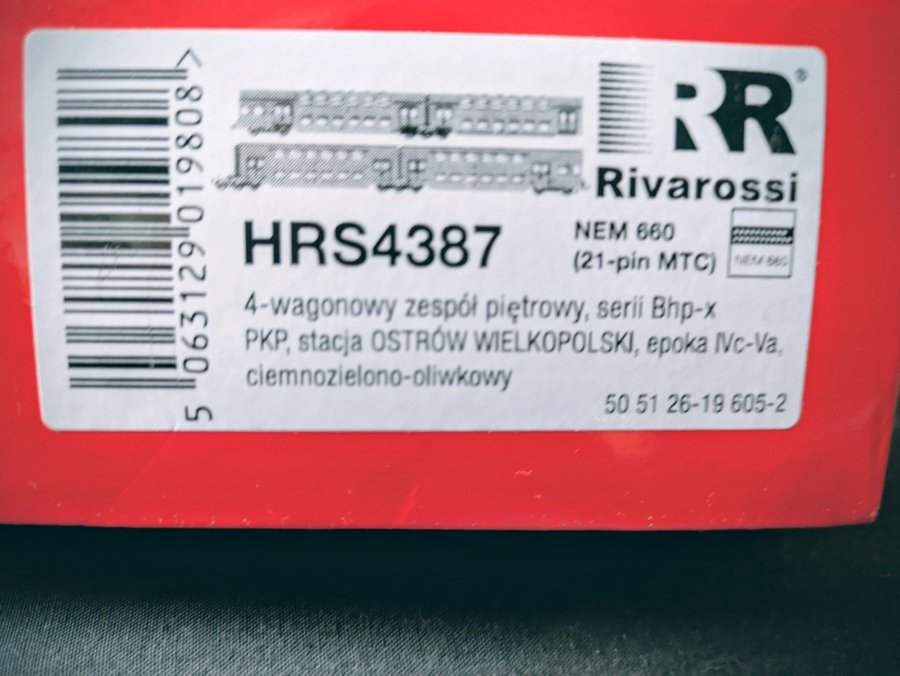 5 063129 019808 >
RR®
Rivarossi
HRS4387
NEM 660
(21-pin MTC)
NEM 660
4-wagonowy zespół piętrowy, serii Bhp-x
PKP, stacja OSTRÓW WIELKOPOLSKI, epoka IVc-Va,
ciemnozielono-oliwkowy
50 51 26-19 605-2